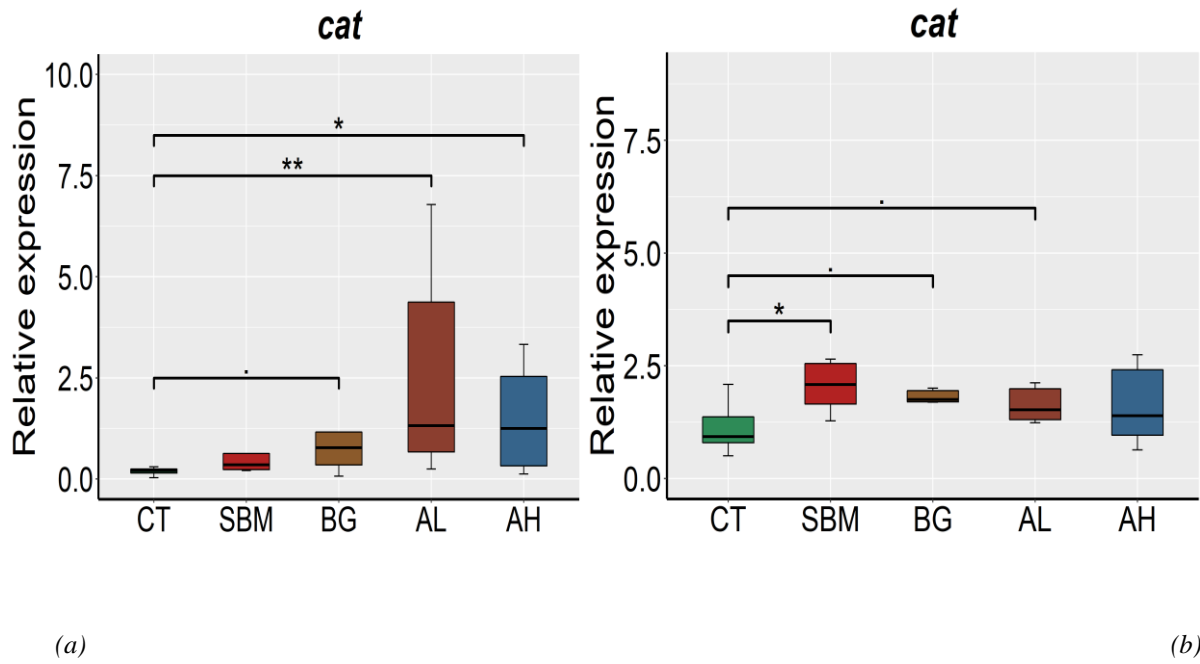 cat
Relative expression
10.0
7.5
5.0
2.5
0.0
*
**
.
CT SBM BG AL AH
(a)
cat
Relative expression
7.5
5.0
2.5
0.0
.
.
*
CT SBM BG AL AH
(b)